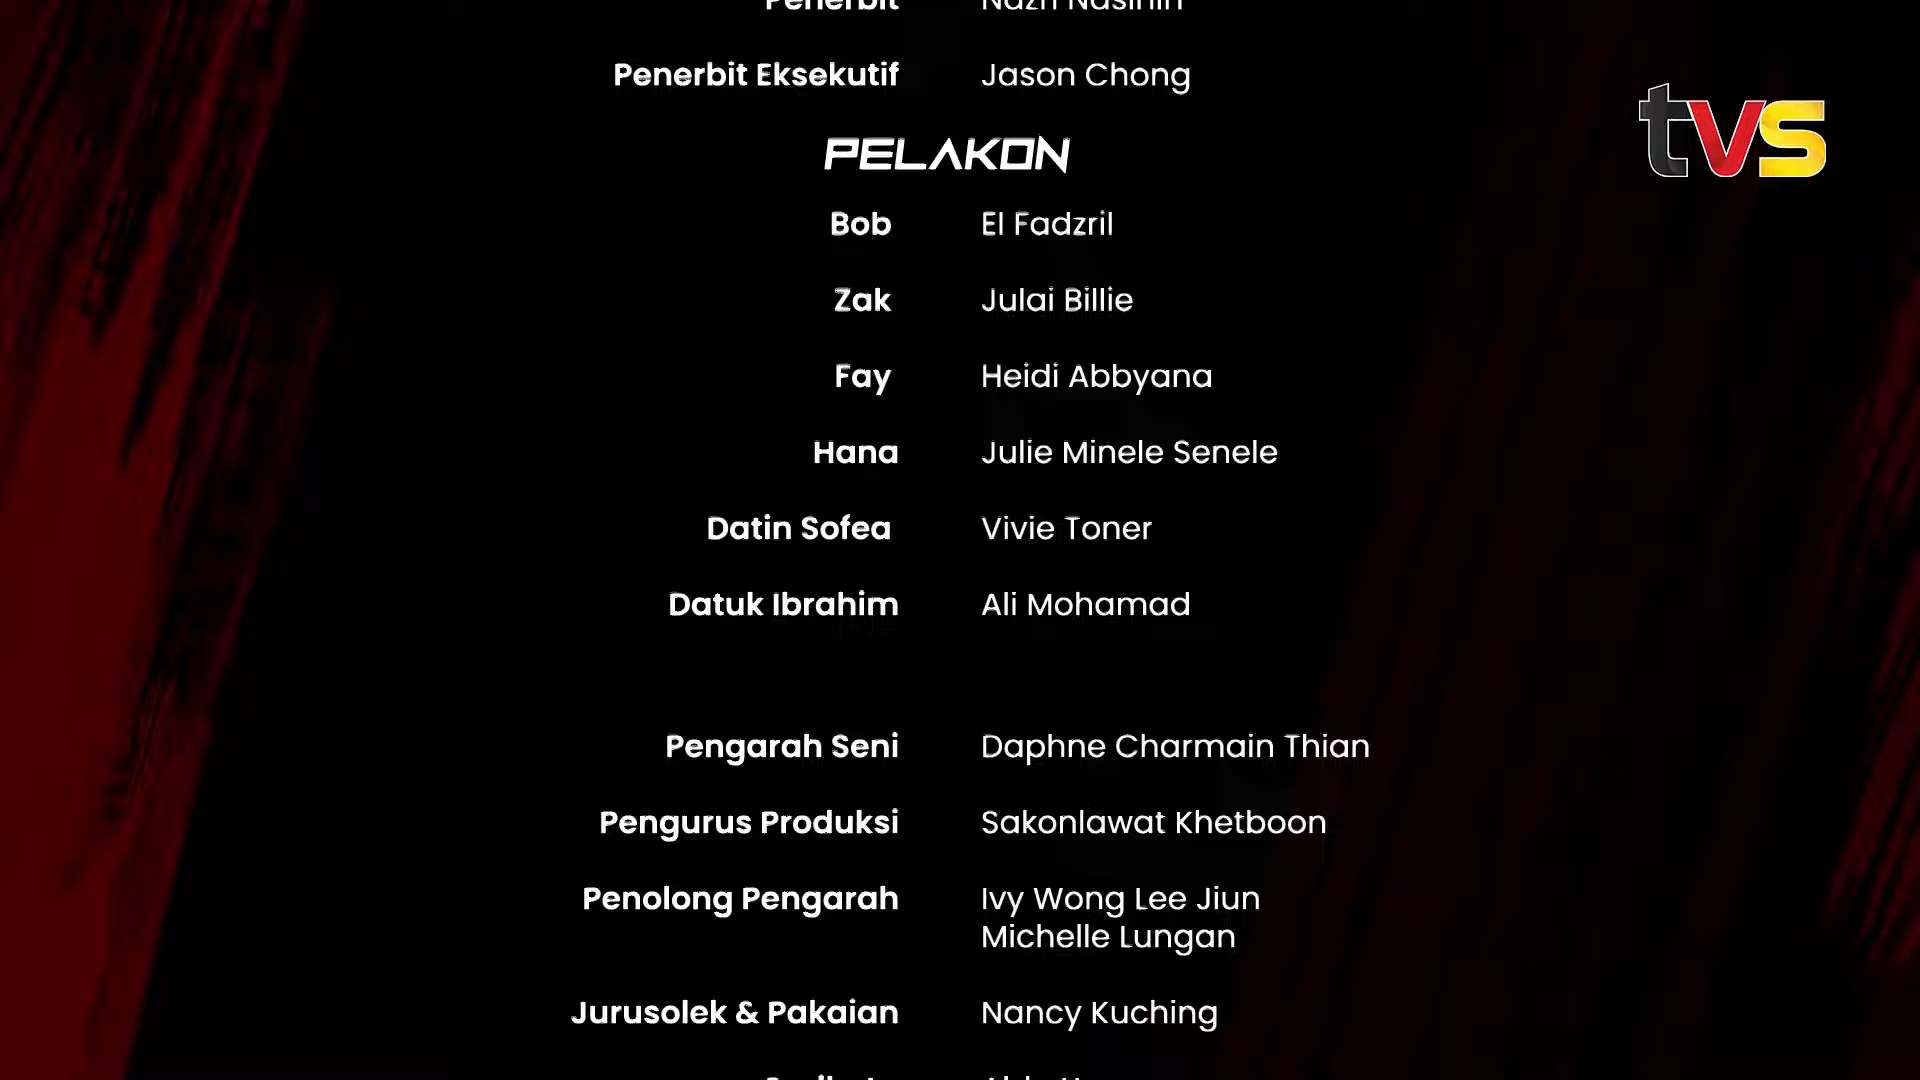 Penerbit
Penerbit Eksekutif Jason Chong
tvs
PELAKON
Bob El Fadzril
Zak Julai Billie
Fay Heidi Abbyana
Hana Julie Minele Senele
Datin Sofea Vivie Toner
Datuk Ibrahim Ali Mohamad
Pengarah Seni Daphne Charmain Thian
Pengurus Produksi Sakonlawat Khetboon
Penolong Pengarah Ivy Wong Lee Jiun
Michelle Lungan
Jurusolek & Pakaian Nancy Kuching